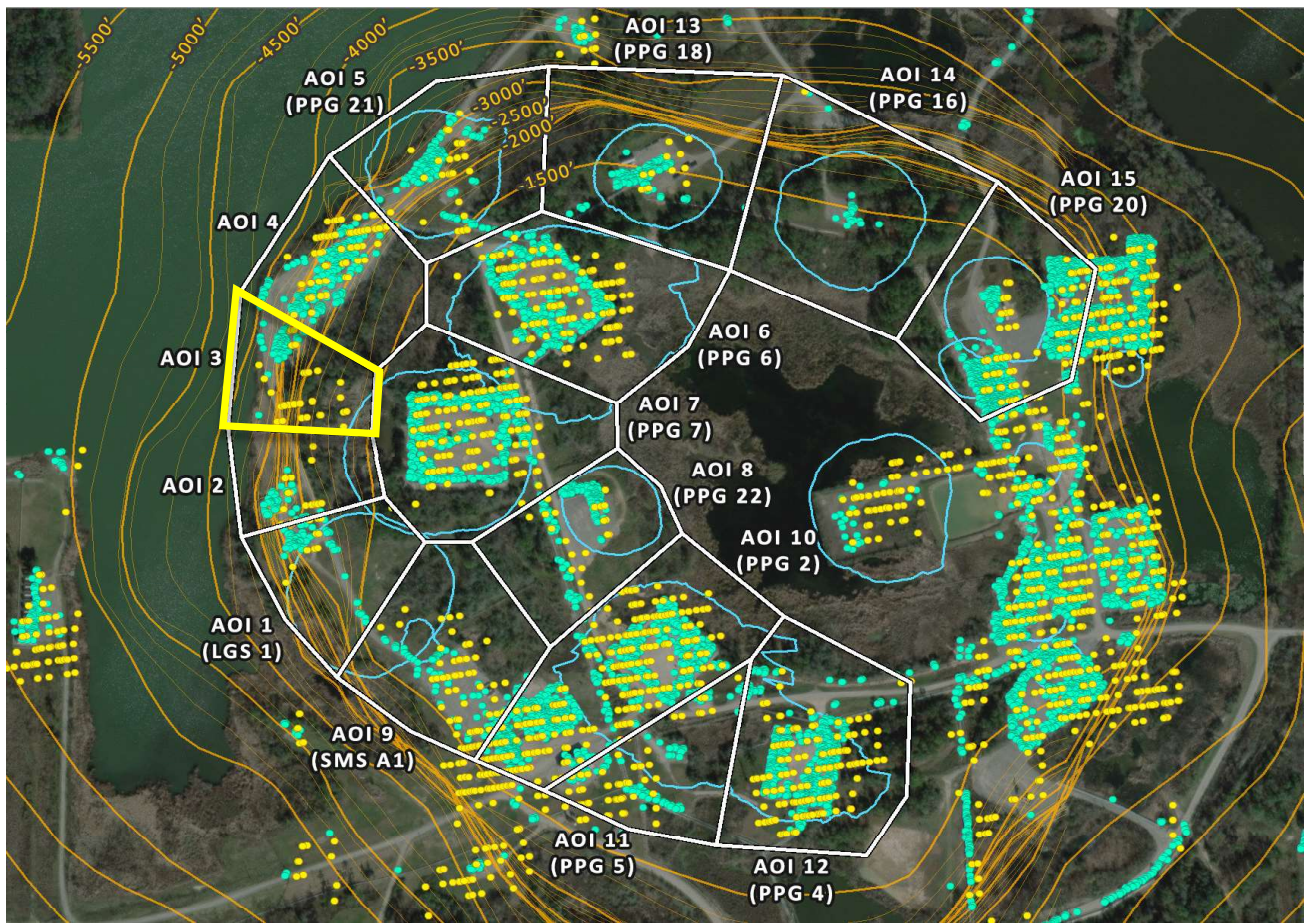 -5500'
-5000'
-4500'
-4000'
-3500'
-3000'
-2500'
-2000'
-1500'
AOI 13
(PPG 18)
AOI 14
(PPG 16)
AOI 5
(PPG 21)
AOI 15
(PPG 20)
AOI 4
AOI 3
AOI 6
(PPG 6)
AOI 7
(PPG 7)
AOI 8
(PPG 22)
AOI 2
AOI 10
(PPG 2)
AOI 1
(LGS 1)
AOI 9
(SMS A1)
AOI 11
(PPG 5)
AOI 12
(PPG 4)